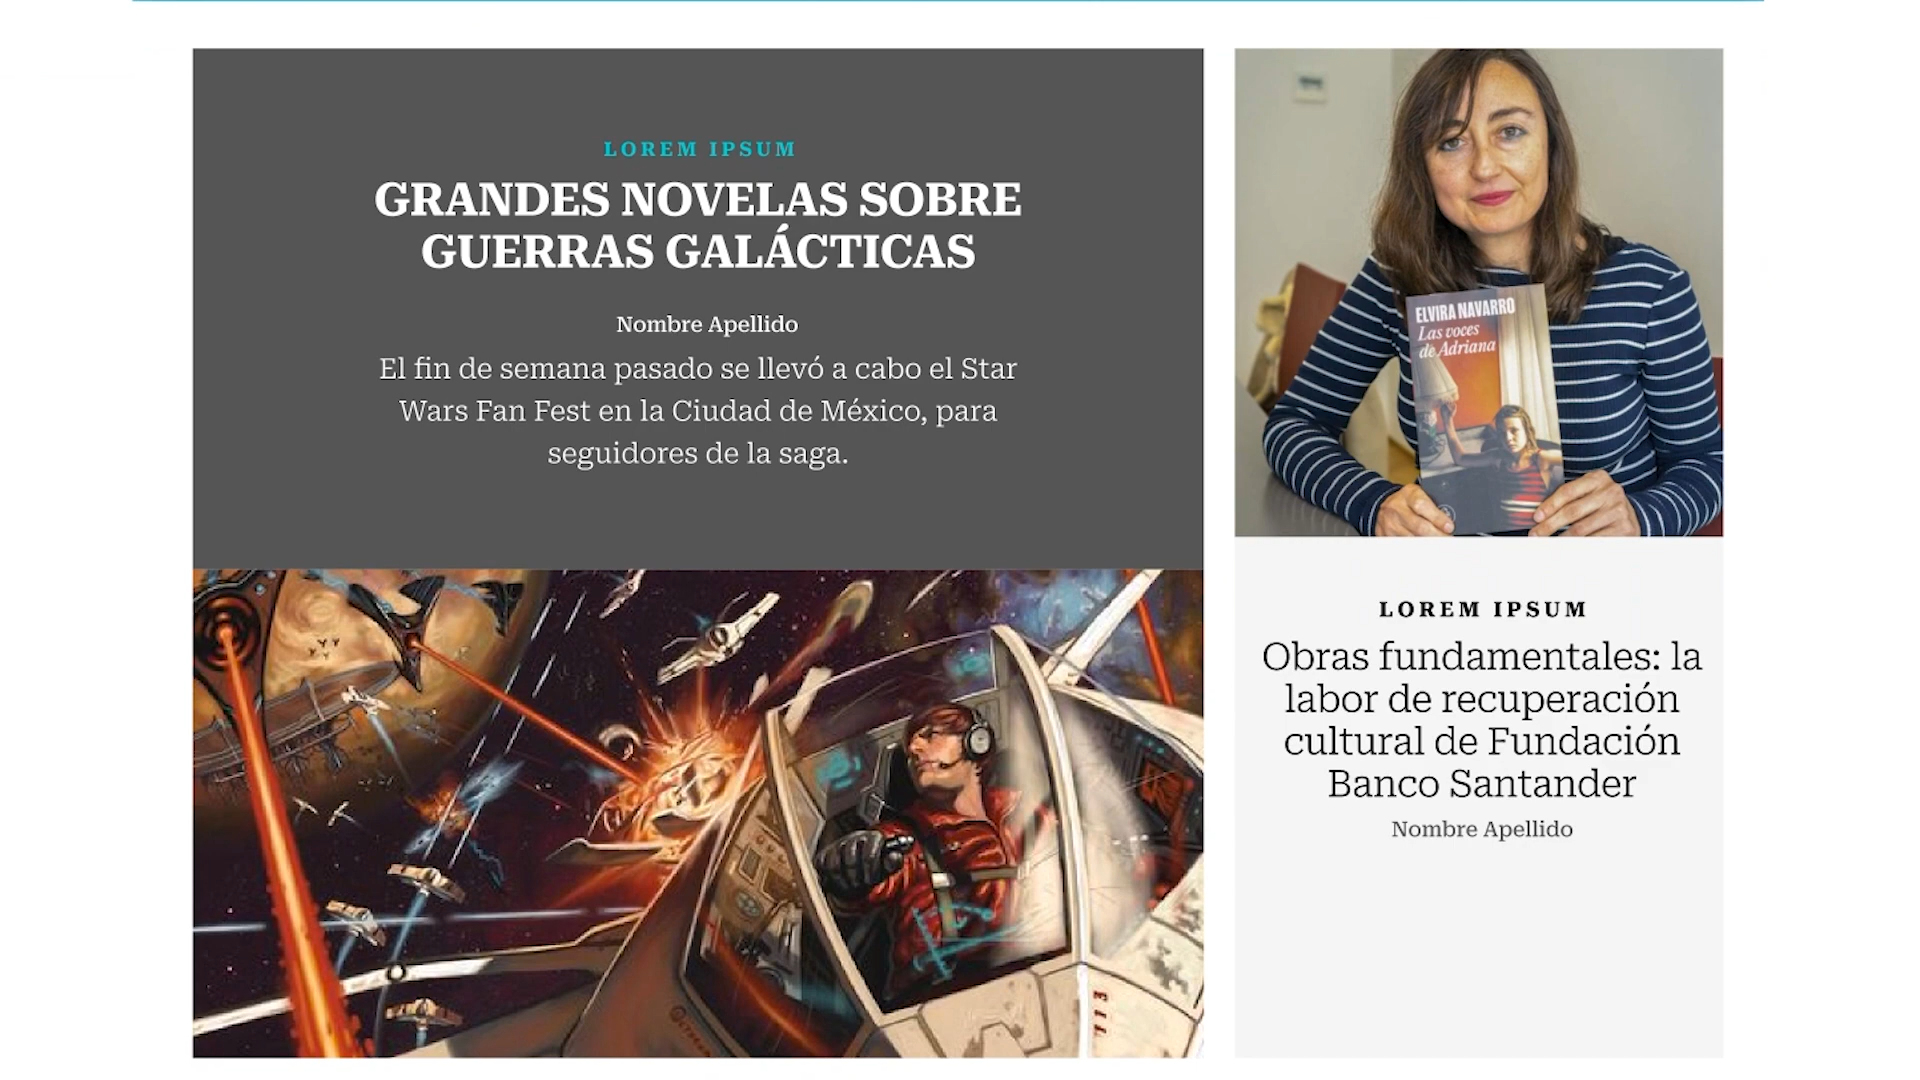 LOREM IPSUM
GRANDES NOVELAS SOBRE
GUERRAS GALÁCTICAS
Nombre Apellido
El fin de semana pasado se llevó a cabo el Star
Wars Fan Fest en la Ciudad de México, para
seguidores de la saga.
ELVIRA NAVARRO
Las voces
de Adriana
LOREM IPSUM
Obras fundamentales: la
labor de recuperación
cultural de Fundación
Banco Santander
Nombre Apellido